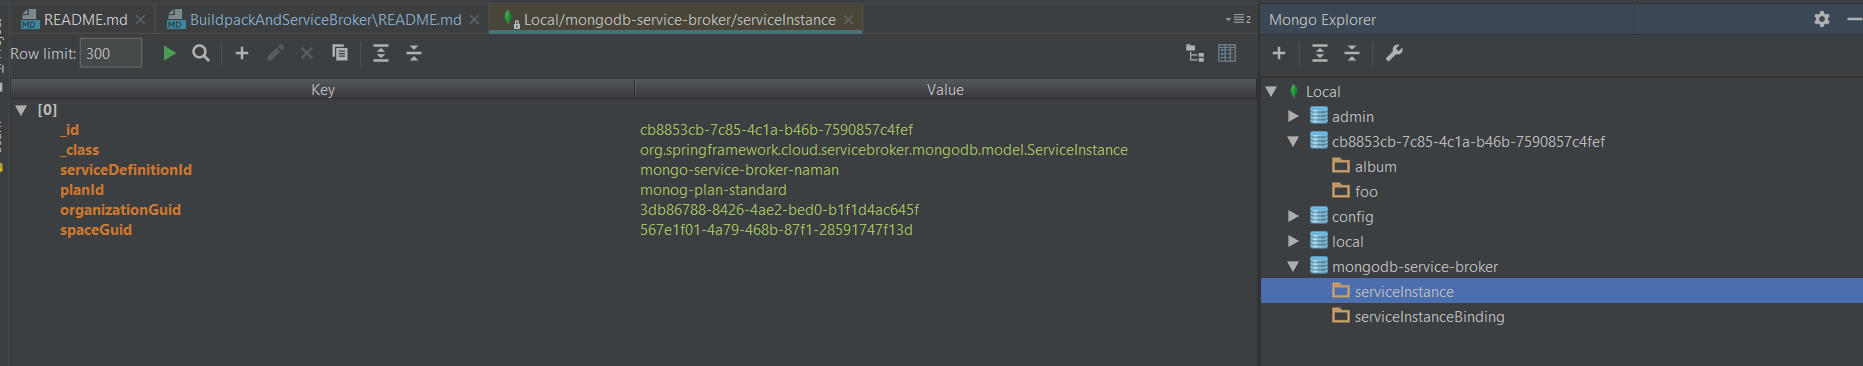 README.md
BuildpackAndServiceBroker\README.md
Local/mongodb-service-broker/serviceInstance
2
Mongo Explorer
Row limit: 300
Key Value
[0]
_id cb8853cb-7c85-4c1a-b46b-7590857c4fef
_class org.springframework.cloud.servicebroker.mongodb.model.ServiceInstance
serviceDefinitionId mongo-service-broker-naman
planId monog-plan-standard
organizationGuid 3db86788-8426-4ae2-bed0-b1f1d4ac645f
spaceGuid 567e1f01-4a79-468b-87f1-28591747f13d
Local
admin
cb8853cb-7c85-4c1a-b46b-7590857c4fef
album
foo
config
local
mongodb-service-broker
serviceInstance
serviceInstanceBinding